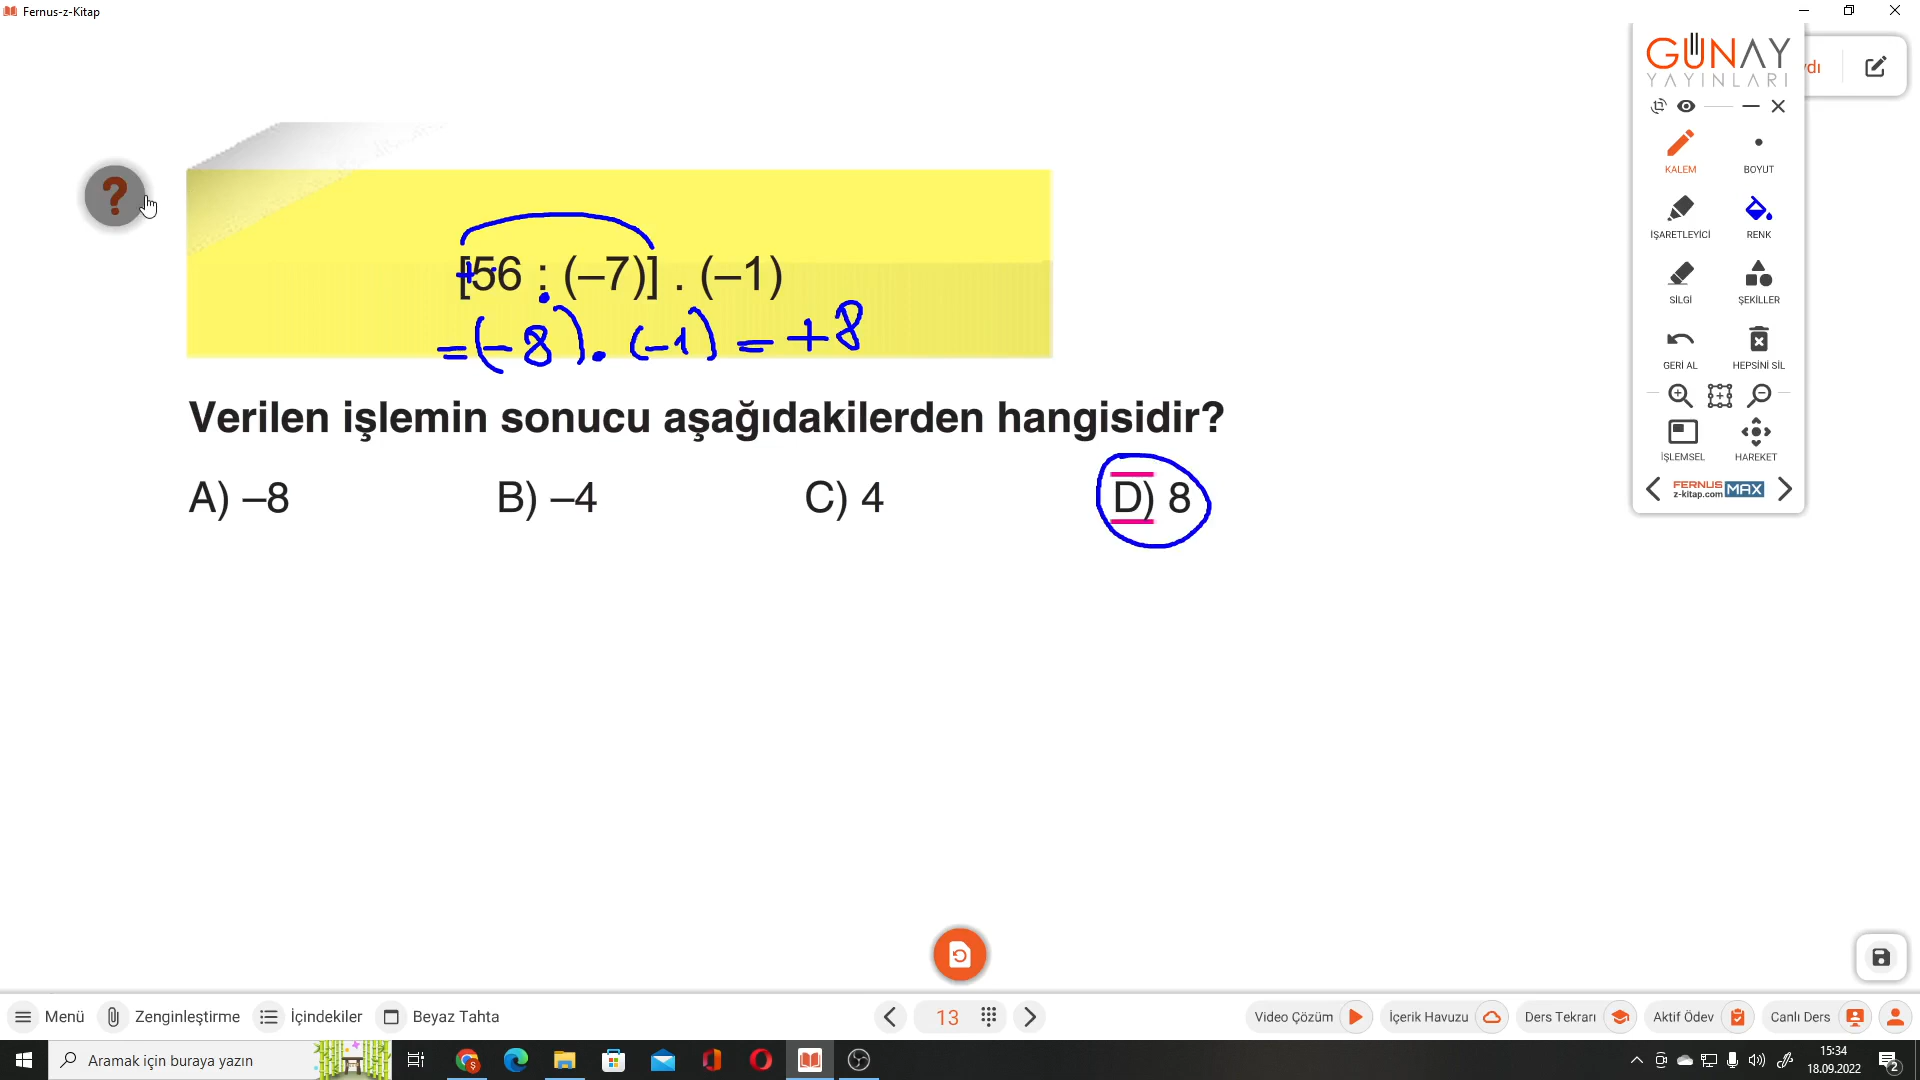 Fernus-z-Kitap
GÜNAY
YAYINLARI
ydı
KALEM
BOYUT
İŞARETLEYİCİ
RENK
SİLGİ
ŞEKİLLER
GERİ AL
HEPSİNİ SİL
İŞLEMSEL
HAREKET
FERNUS
z-kitap.com MAX
?
[56 : (–7)] . (–1)
+
=(-8).(-1)=+8
Verilen işlemin sonucu aşağıdakilerden hangisidir?
A) –8 B) –4 C) 4 D) 8
Menü Zenginleştirme İçindekiler Beyaz Tahta 13 Video Çözüm İçerik Havuzu Ders Tekrarı Aktif Ödev Canlı Ders
Aramak için buraya yazın
15:34
18.09.2022
2